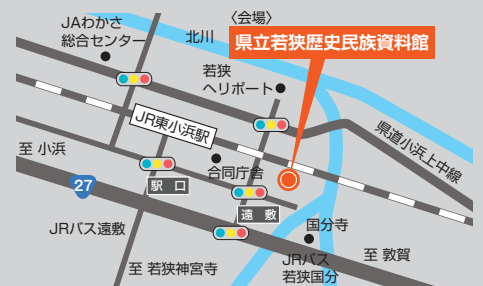 JAわかさ
総合センター
北川
〈会場〉
県立若狭歴史民族資料館
若狭
ヘリポート
JR東小浜駅
県道小浜上中線
至 小浜
合同庁舎
27
駅 口
遠 敷
JRバス遠敷
国分寺
至 敦賀
至 若狭神宮寺
JRバス
若狭国分